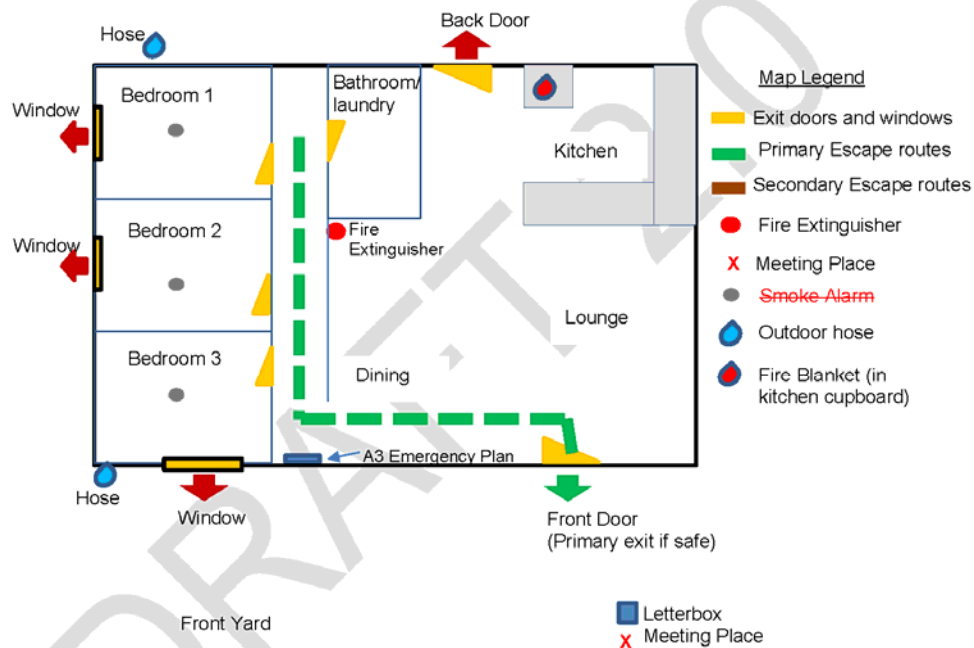 Back Door
Hose
Bedroom 1
Bathroom/
laundry
Window
Kitchen
Map Legend
Exit doors and windows
Primary Escape routes
Secondary Escape routes
Fire Extinguisher
X Meeting Place
Smoke Alarm
Outdoor hose
Fire Blanket (in
kitchen cupboard)
Bedroom 2
Window
Fire
Extinguisher
Lounge
Bedroom 3
Dining
A3 Emergency Plan
Hose
Window
Front Door
(Primary exit if safe)
Front Yard
Letterbox
X Meeting Place
DRAFT 2.0